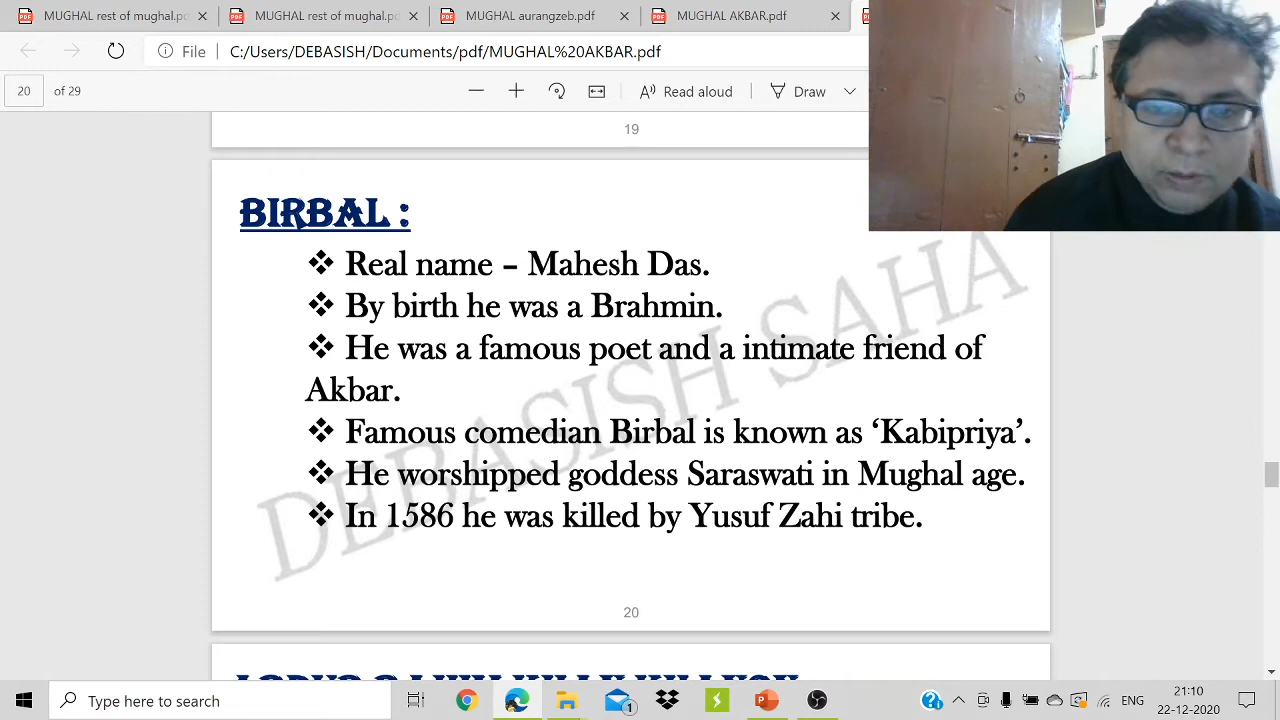 MUGHAL rest of mughal.p
MUGHAL rest of mughal.p
MUGHAL aurangzeb.pdf
MUGHAL AKBAR.pdf
File
C:/Users/DEBASISH/Documents/pdf/MUGHAL%20AKBAR.pdf
20 of 29
Read aloud
Draw
19
BIRBAL :
❖ Real name – Mahesh Das.
❖ By birth he was a Brahmin.
❖ He was a famous poet and a intimate friend of
Akbar.
❖ Famous comedian Birbal is known as ‘Kabipriya’.
❖ He worshipped goddess Saraswati in Mughal age.
❖ In 1586 he was killed by Yusuf Zahi tribe.
DEBASISH SAHA
20
Type here to search
1
ENG
21:10
22-12-2020